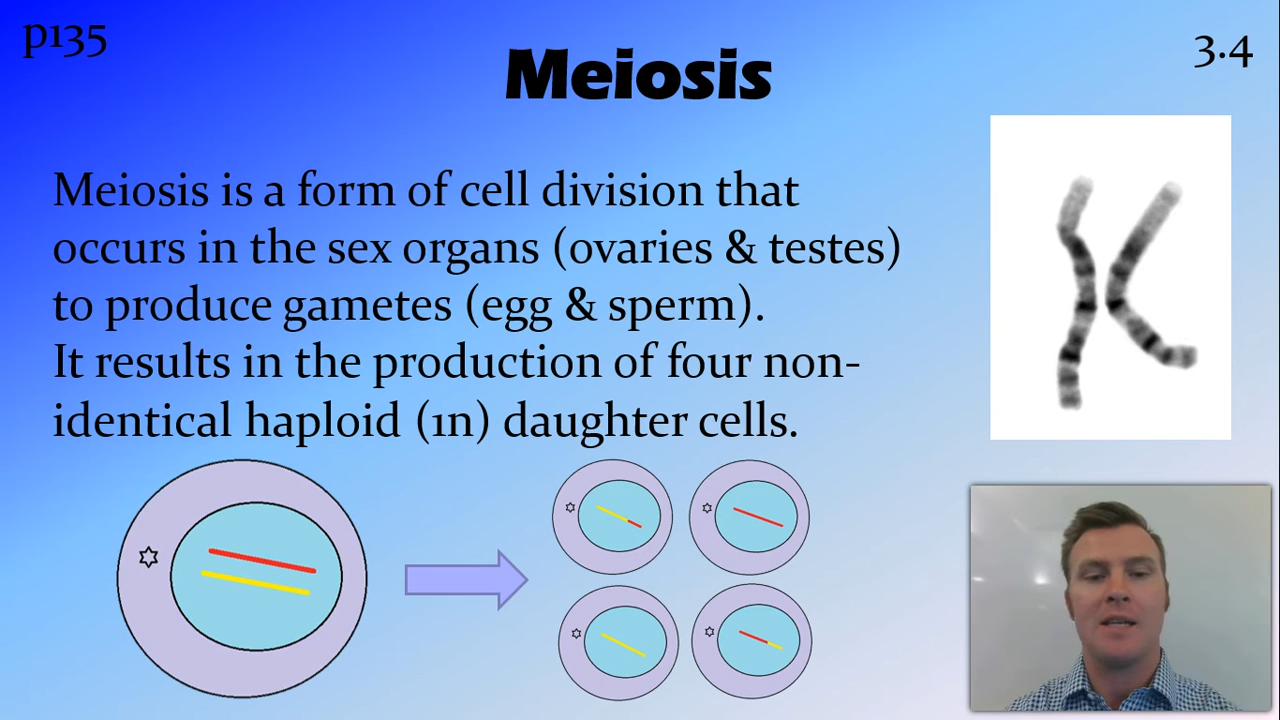 p135
3.4
Meiosis
Meiosis is a form of cell division that
occurs in the sex organs (ovaries & testes)
to produce gametes (egg & sperm).
It results in the production of four non-
identical haploid (1n) daughter cells.